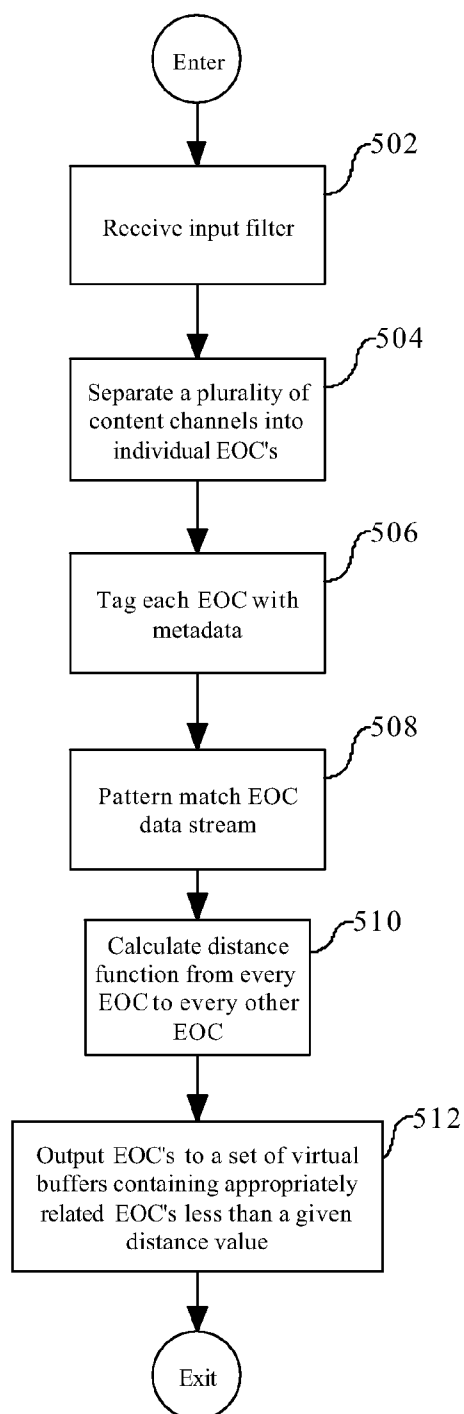 Enter
502
Receive input filter
504
Separate a plurality of
content channels into
individual EOC's
506
Tag each EOC with
metadata
508
Pattern match EOC
data stream
510
Calculate distance
function from every
EOC to every other
EOC
512
Output EOC's to a set of virtual
buffers containing appropriately
related EOC's less than a given
distance value
Exit